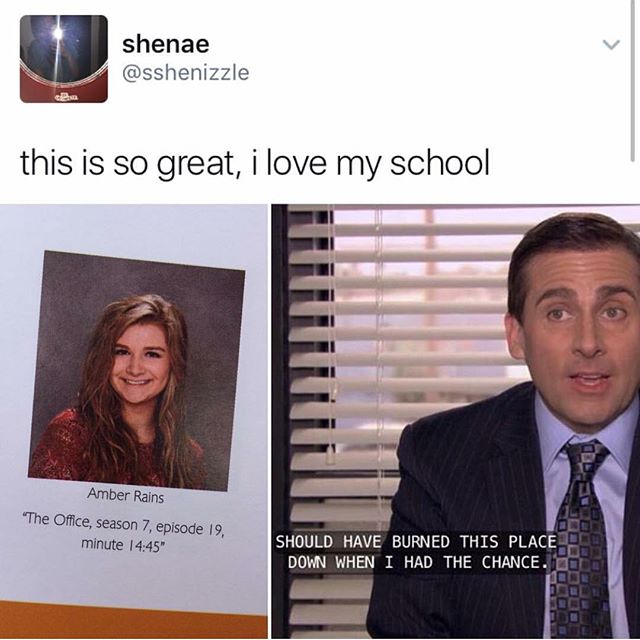 shenae
@sshenizzle
this is so great, i love my school
Amber Rains
"The Office, season 7, episode 19,
minute 14:45"
SHOULD HAVE BURNED THIS PLACE
DOWN WHEN I HAD THE CHANCE.